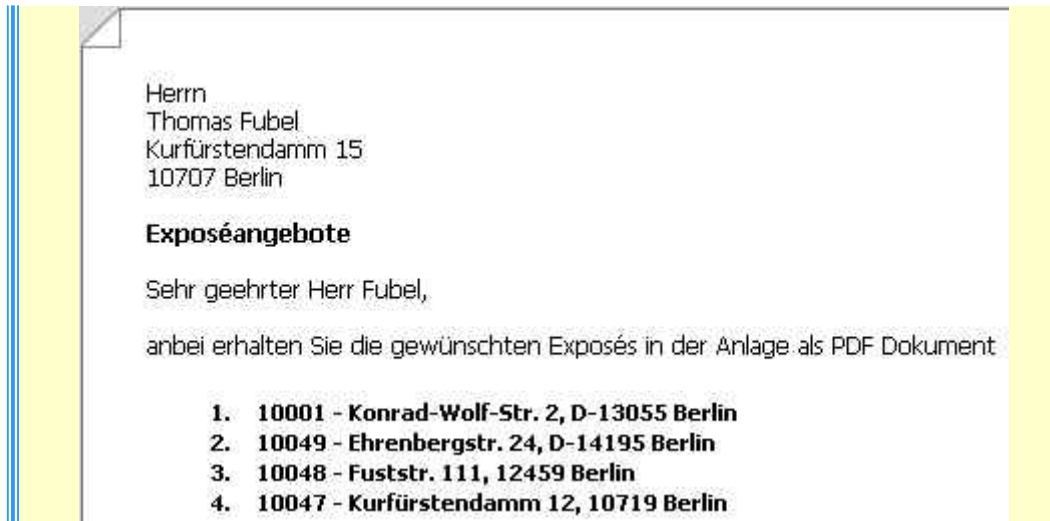 Herrn
Thomas Fubel
Kurfürstendamm 15
10707 Berlin
Exposéangebote
Sehr geehrter Herr Fubel,
anbei erhalten Sie die gewünschten Exposés in der Anlage als PDF Dokument
1. 10001 - Konrad-Wolf-Str. 2, D-13055 Berlin
2. 10049 - Ehrenbergstr. 24, D-14195 Berlin
3. 10048 - Fuststr. 111, 12459 Berlin
4. 10047 - Kurfürstendamm 12, 10719 Berlin